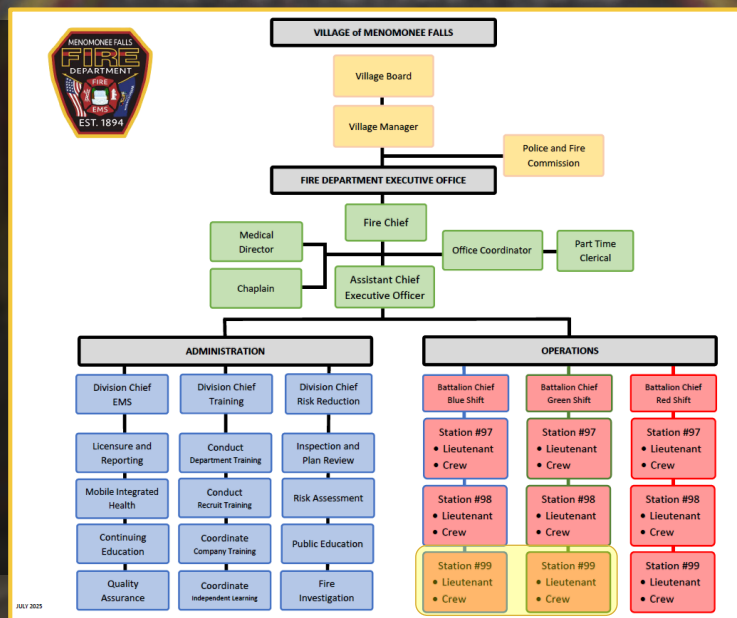 VILLAGE of MENOMONEE FALLS
MENOMONEE FALLS
FIRE
DEPARTMENT
FIRE
EMS
EST. 1894
Village Board
Village Manager
Police and Fire
Commission
FIRE DEPARTMENT EXECUTIVE OFFICE
Fire Chief
Medical
Director
Office Coordinator
Part Time
Clerical
Chaplain
Assistant Chief
Executive Officer
ADMINISTRATION
OPERATIONS
Division Chief
EMS
Division Chief
Training
Division Chief
Risk Reduction
Battalion Chief
Blue Shift
Battalion Chief
Green Shift
Battalion Chief
Red Shift
Licensure and
Reporting
Conduct
Department Training
Inspection and
Plan Review
Station #97
• Lieutenant
• Crew
Station #97
• Lieutenant
• Crew
Station #97
• Lieutenant
• Crew
Mobile Integrated
Health
Conduct
Recruit Training
Risk Assessment
Station #98
• Lieutenant
• Crew
Station #98
• Lieutenant
• Crew
Station #98
• Lieutenant
• Crew
Continuing
Education
Coordinate
Company Training
Public Education
Quality
Assurance
Coordinate
Independent Learning
Fire
Investigation
Station #99
• Lieutenant
• Crew
Station #99
• Lieutenant
• Crew
Station #99
• Lieutenant
• Crew
JULY 2025